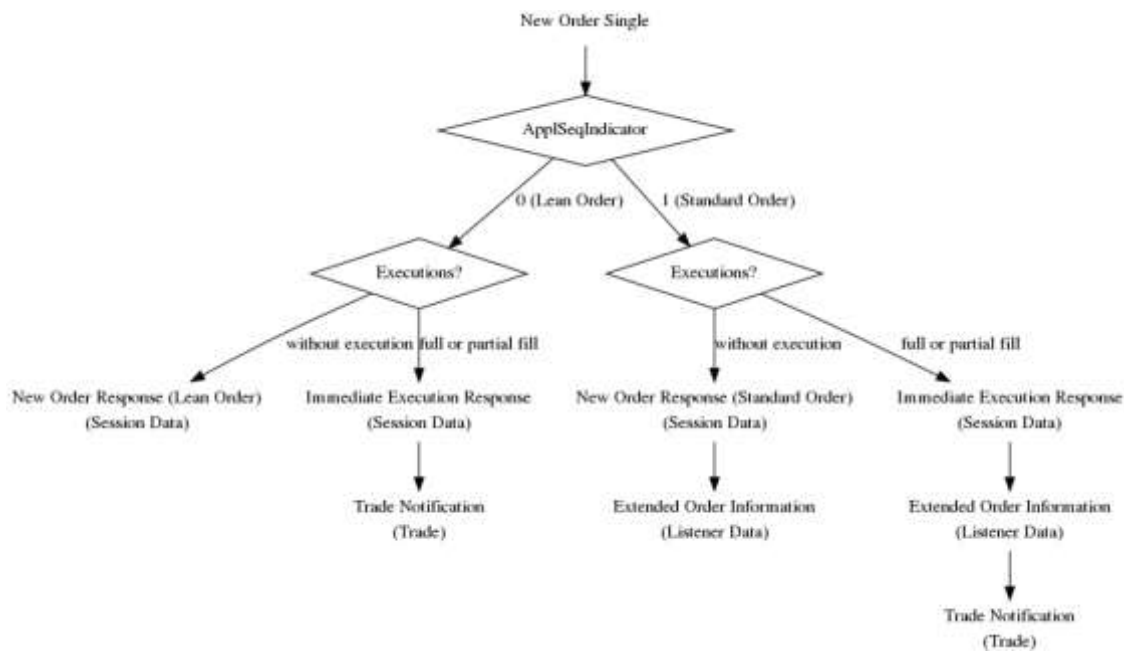 New Order Single
ApplSeqIndicator
0 (Lean Order)
1 (Standard Order)
Executions?
Executions?
without execution
full or partial fill
without execution
full or partial fill
New Order Response (Lean Order)
(Session Data)
Immediate Execution Response
(Session Data)
New Order Response (Standard Order)
(Session Data)
Immediate Execution Response
(Session Data)
Trade Notification
(Trade)
Extended Order Information
(Listener Data)
Extended Order Information
(Listener Data)
Trade Notification
(Trade)